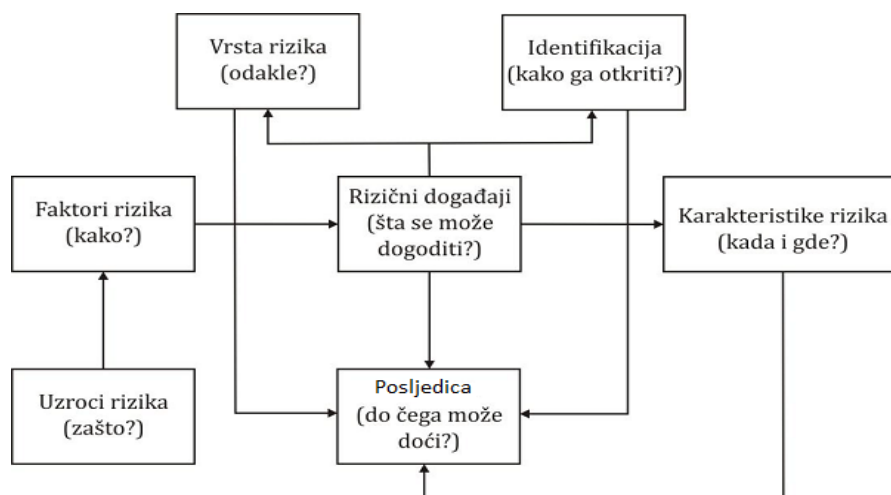 Vrsta rizika
(odakle?)
Identifikacija
(kako ga otkriti?)
Faktori rizika
(kako?)
Rizični događaji
(šta se može
dogoditi?)
Karakteristike rizika
(kada i gde?)
Uzroci rizika
(zašto?)
Posljedica
(do čega može
doći?)